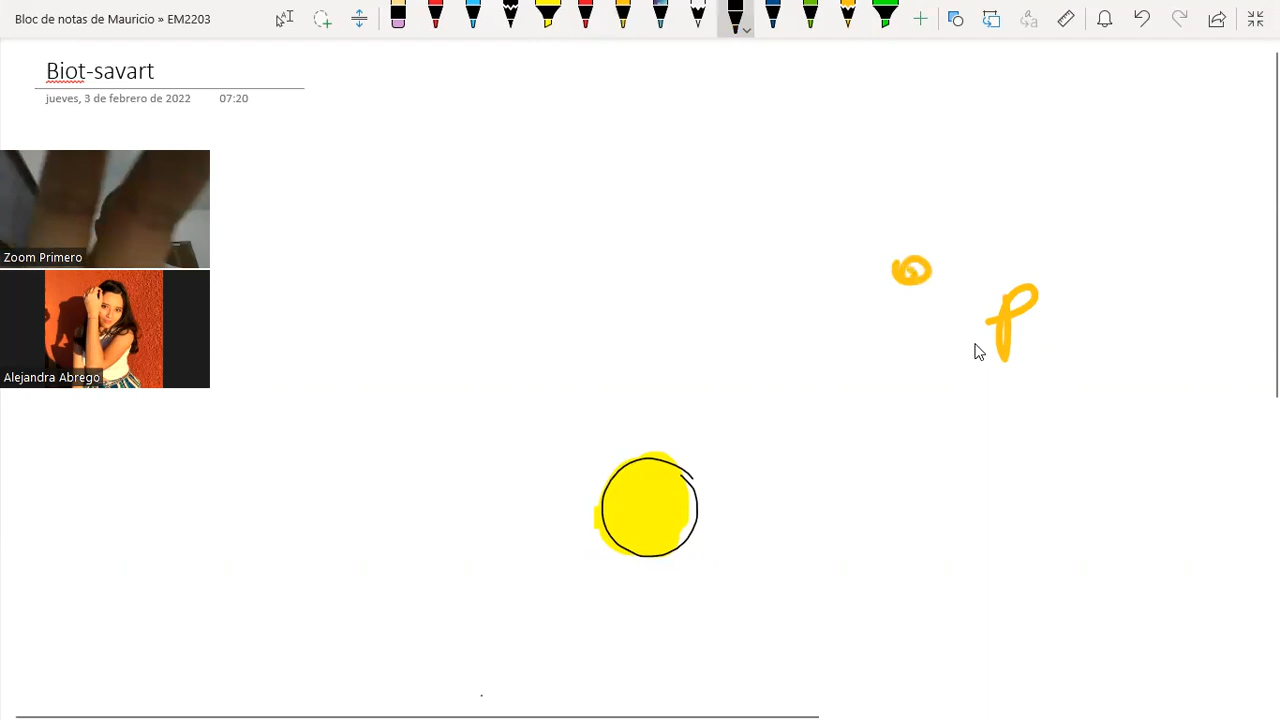 Bloc de notas de Mauricio » EM2203
Biot-savart
jueves, 3 de febrero de 2022 07:20
Zoom Primero
Alejandra Abrego
P